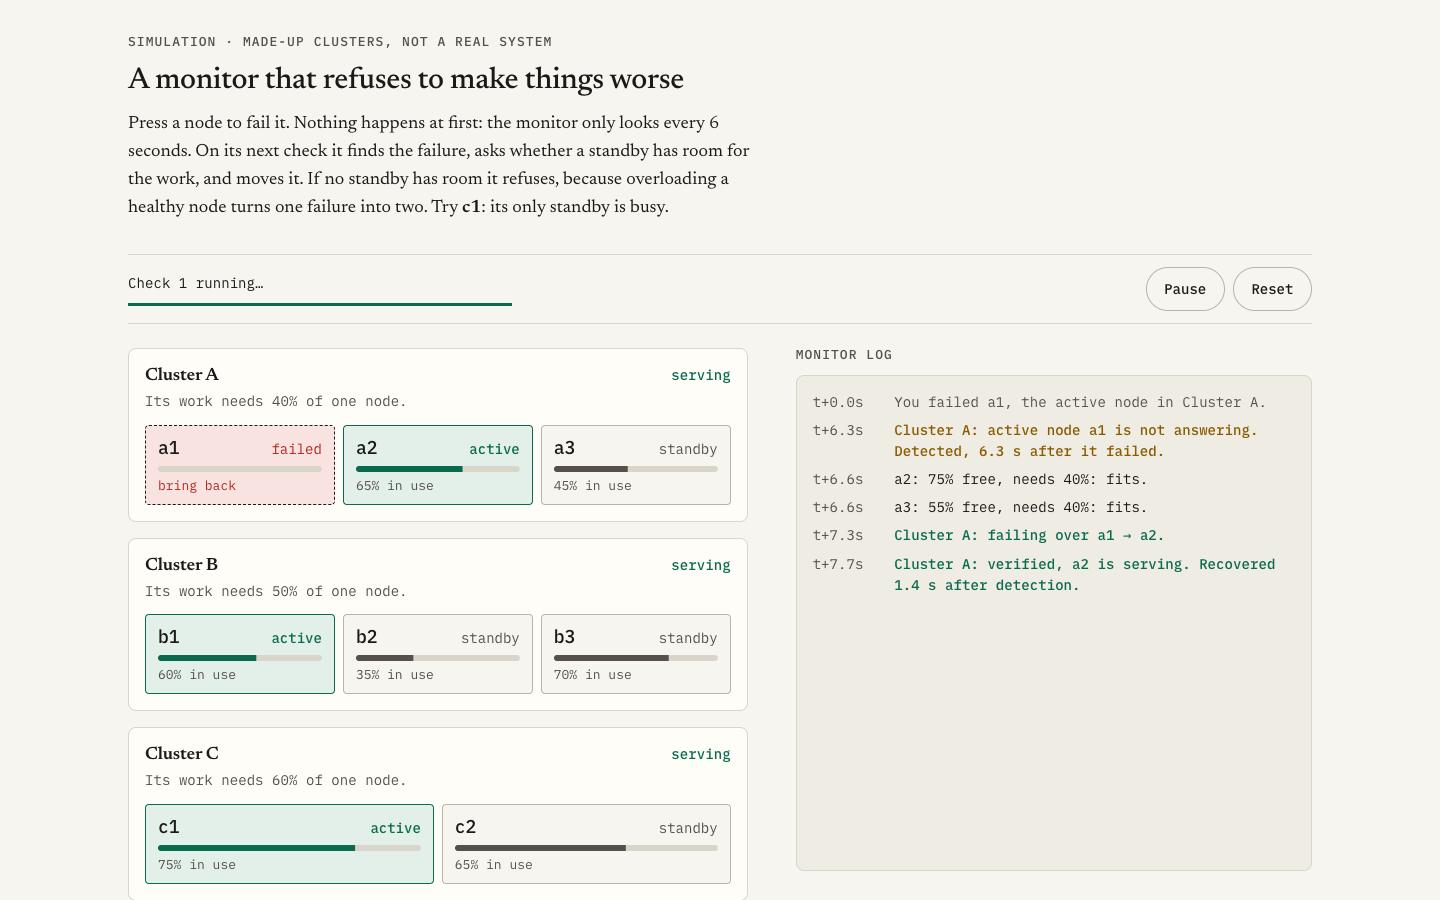 SIMULATION · MADE-UP CLUSTERS, NOT A REAL SYSTEM
A monitor that refuses to make things worse
Press a node to fail it. Nothing happens at first: the monitor only looks every 6
seconds. On its next check it finds the failure, asks whether a standby has room for
the work, and moves it. If no standby has room it refuses, because overloading a
healthy node turns one failure into two. Try c1: its only standby is busy.
Check 1 running…
Pause
Reset
Cluster A
serving
Its work needs 40% of one node.
a1
failed
bring back
a2
active
65% in use
a3
standby
45% in use
Cluster B
serving
Its work needs 50% of one node.
b1
active
60% in use
b2
standby
35% in use
b3
standby
70% in use
Cluster C
serving
Its work needs 60% of one node.
c1
active
75% in use
c2
standby
65% in use
MONITOR LOG
t+0.0s You failed a1, the active node in Cluster A.
t+6.3s Cluster A: active node a1 is not answering.
Detected, 6.3 s after it failed.
t+6.6s a2: 75% free, needs 40%: fits.
t+6.6s a3: 55% free, needs 40%: fits.
t+7.3s Cluster A: failing over a1 → a2.
t+7.7s Cluster A: verified, a2 is serving. Recovered
1.4 s after detection.